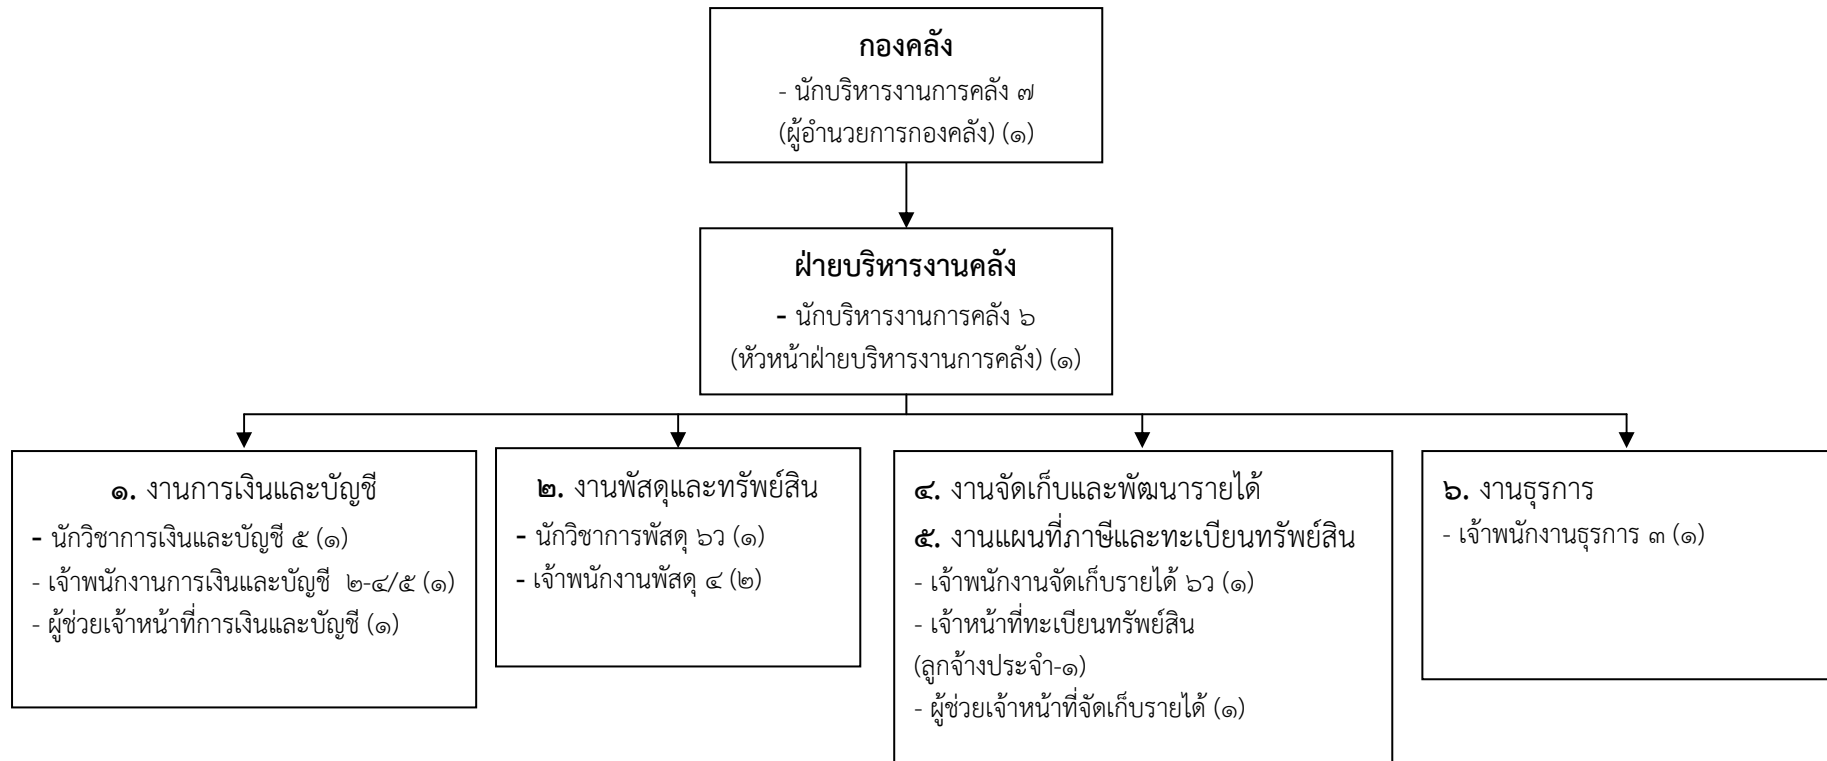 กองคลัง
- นักบริหารงานการคลัง ๗
(ผู้อำนวยการกองคลัง) (๑)
ฝ่ายบริหารงานคลัง
- นักบริหารงานการคลัง ๖
(หัวหน้าฝ่ายบริหารงานการคลัง) (๑)
๑. งานการเงินและบัญชี
- นักวิชาการเงินและบัญชี ๕ (๑)
- เจ้าพนักงานการเงินและบัญชี ๒-๔/๕ (๑)
- ผู้ช่วยเจ้าหน้าที่การเงินและบัญชี (๑)
๒. งานพัสดุและทรัพย์สิน
- นักวิชาการพัสดุ ๖ว (๑)
- เจ้าพนักงานพัสดุ ๔ (๒)
๔. งานจัดเก็บและพัฒนารายได้
๕. งานแผนที่ภาษีและทะเบียนทรัพย์สิน
- เจ้าพนักงานจัดเก็บรายได้ ๖ว (๑)
- เจ้าหน้าที่ทะเบียนทรัพย์สิน
(ลูกจ้างประจำ-๑)
- ผู้ช่วยเจ้าหน้าที่จัดเก็บรายได้ (๑)
๖. งานธุรการ
- เจ้าพนักงานธุรการ ๓ (๑)